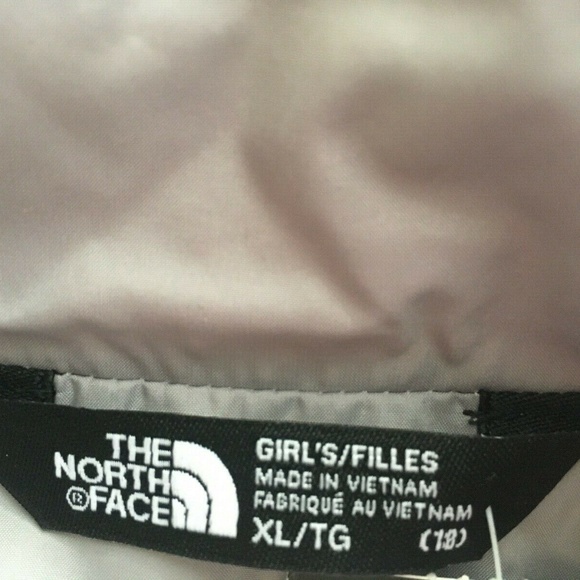 THE
NORTH
®FACE
GIRL'S/FILLES
MADE IN VIETNAM
FABRIQUÉ AU VIETNAM
XL/TG (18)